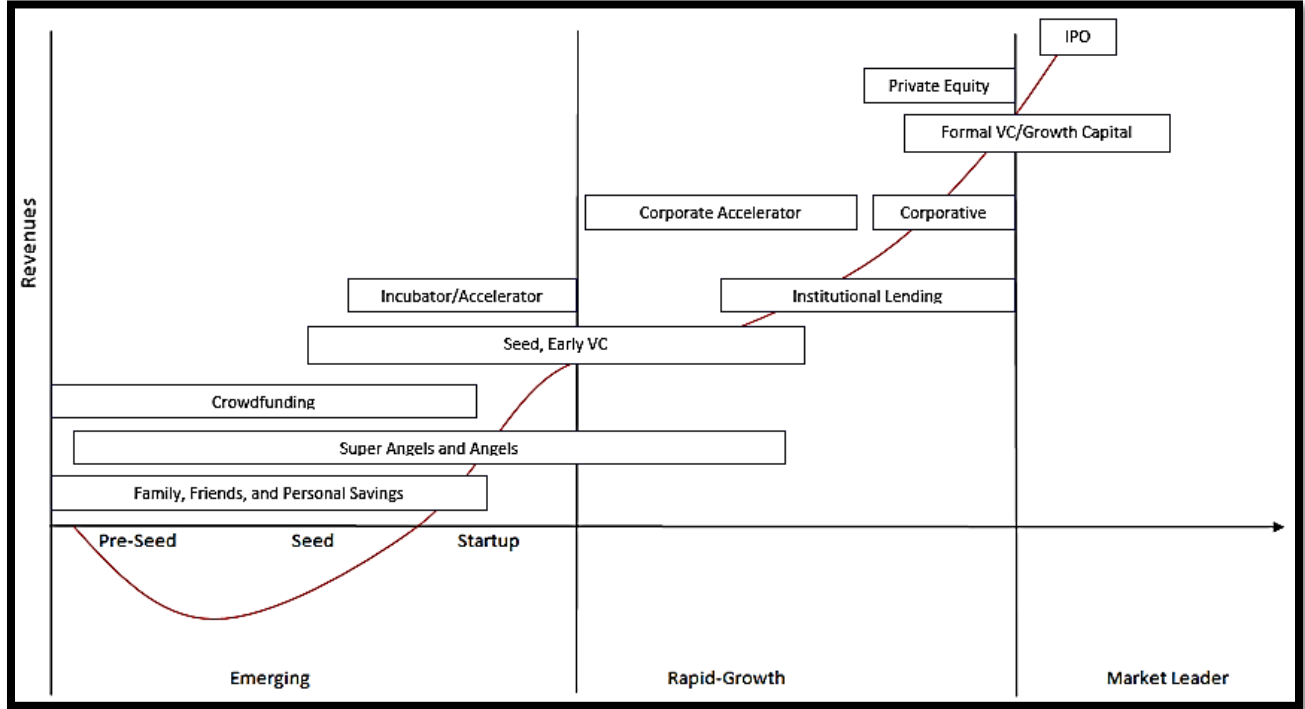 IPO
Private Equity
Formal VC/Growth Capital
Corporate Accelerator
Corporative
Revenues
Incubator/Accelerator
Institutional Lending
Seed, Early VC
Crowdfunding
Super Angels and Angels
Family, Friends, and Personal Savings
Pre-Seed
Seed
Startup
Emerging
Rapid-Growth
Market Leader